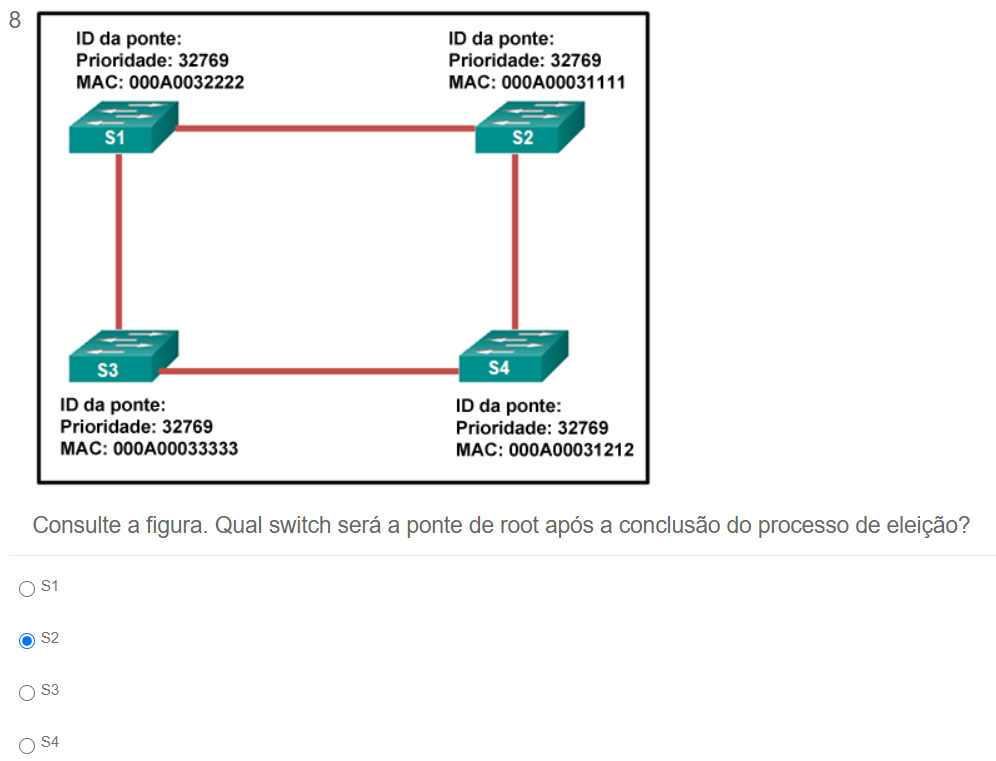 8
ID da ponte:
Prioridade: 32769
MAC: 000A0032222
ID da ponte:
Prioridade: 32769
MAC: 000A00031111
S1
S2
S3
S4
ID da ponte:
Prioridade: 32769
MAC: 000A00033333
ID da ponte:
Prioridade: 32769
MAC: 000A00031212
Consulte a figura. Qual switch será a ponte de root após a conclusão do processo de eleição?
S1
S2
S3
S4